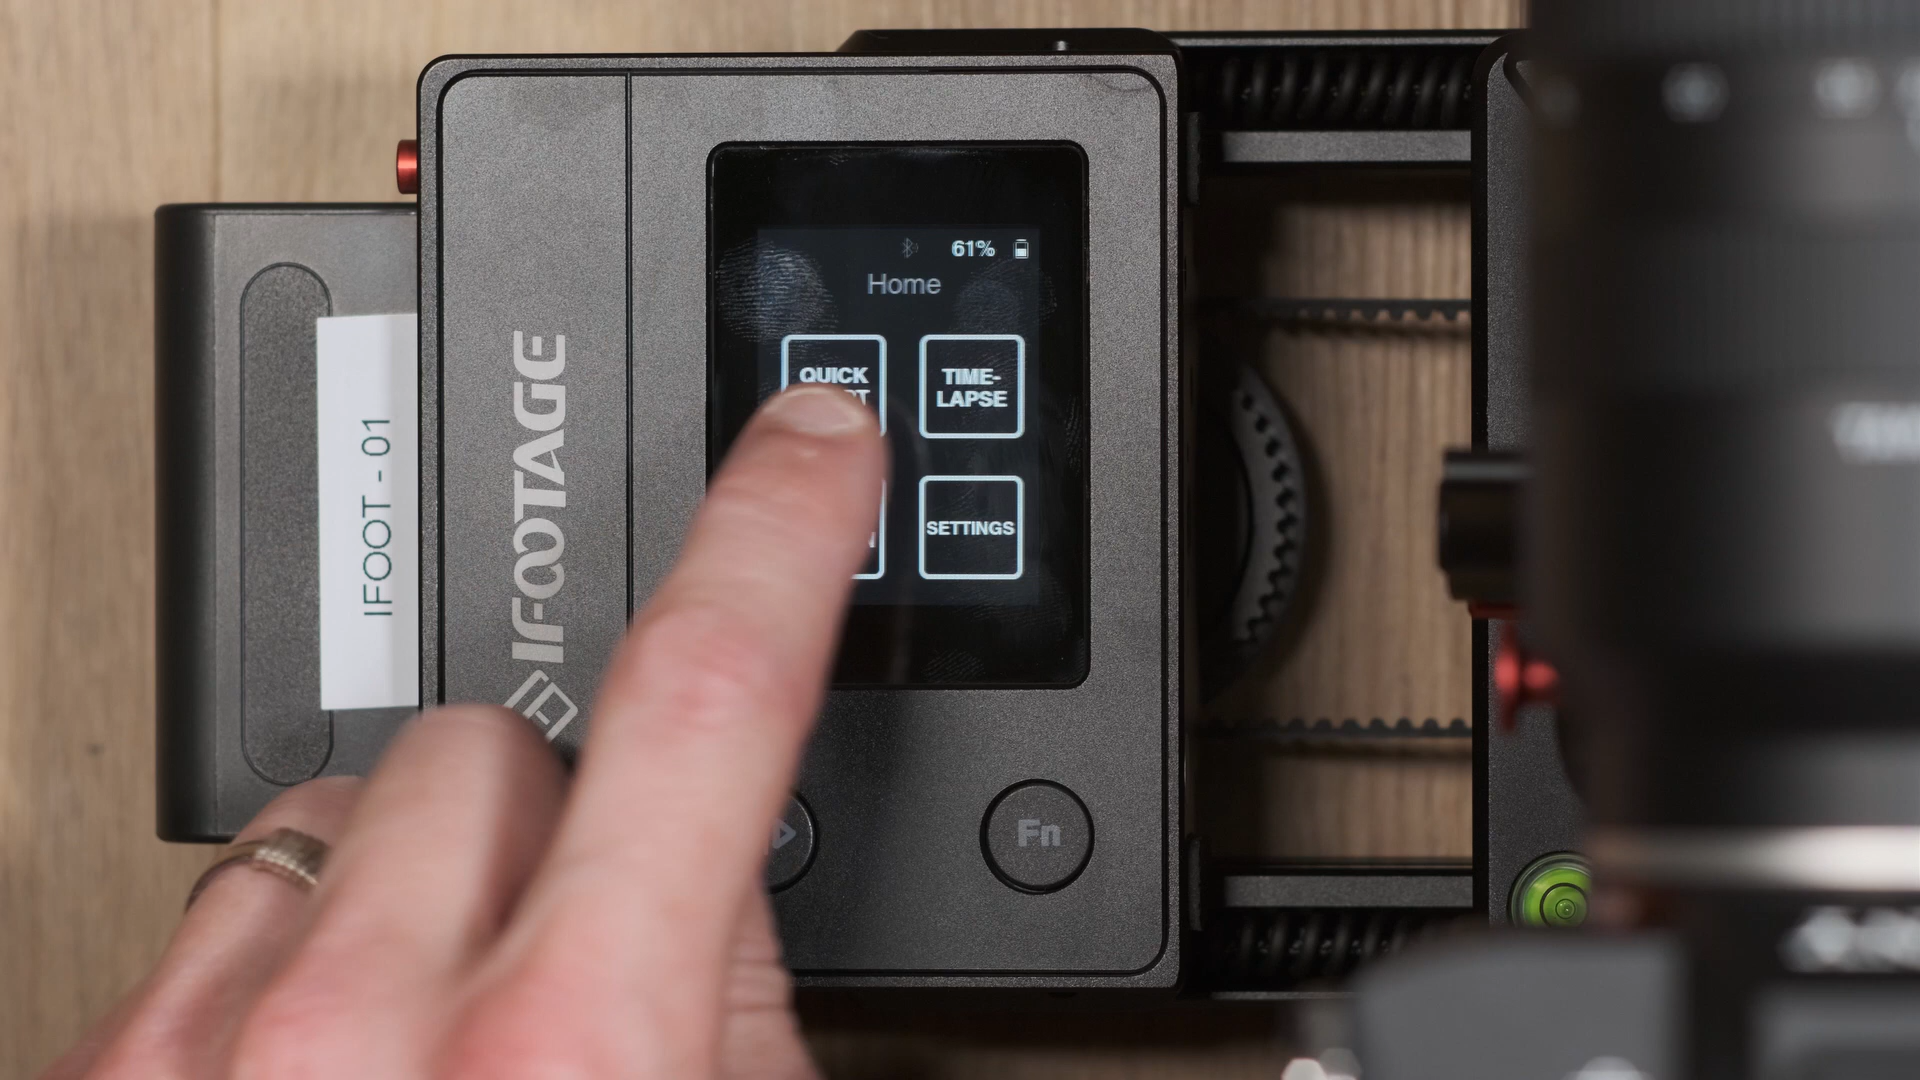 61%
Home
QUICK
TIME-
LAPSE
SETTINGS
IFOOTAGE
IFOOT - 01
Fn